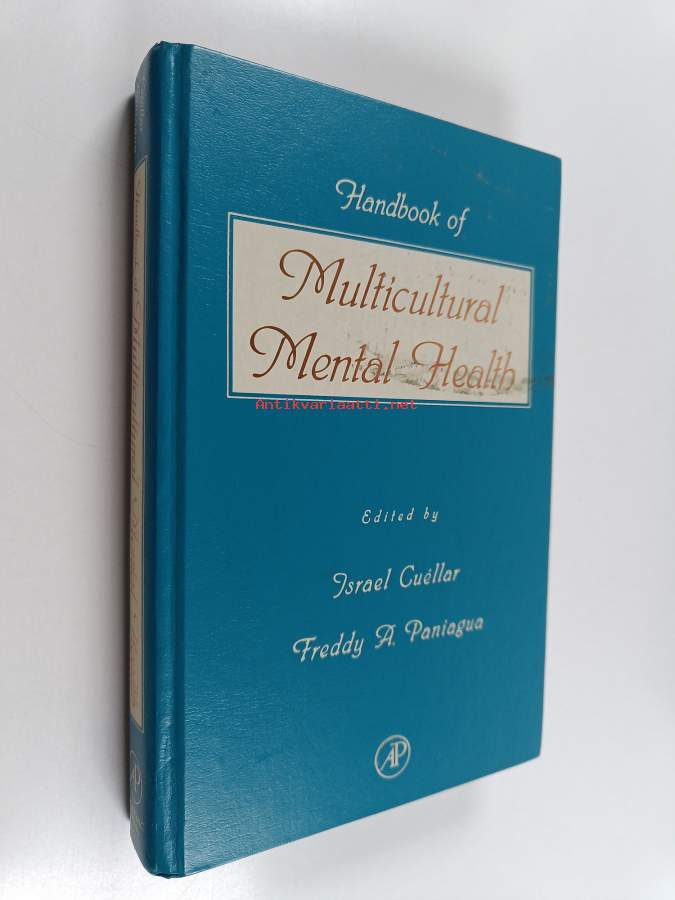 Handbook of
Multicultural
Mental Health
Antikvariaatti.net
Edited by
Israel Cuéllar
Freddy A. Paniagua
AP